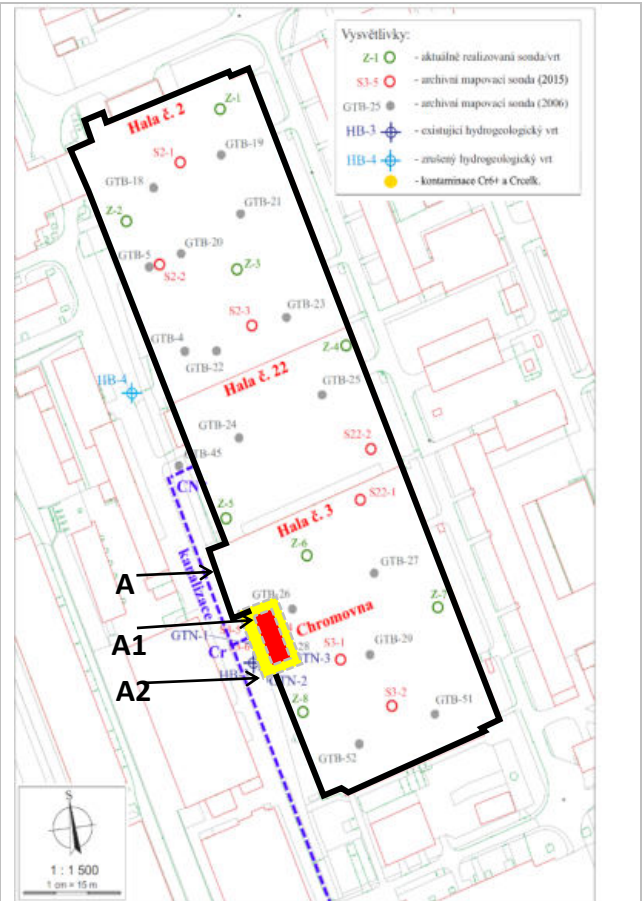 Vysvětlivky:
Z-1 - aktuálně realizovaná sonda/vrt
S3-5 - archivní mapovací sonda (2015)
GTB-25 - archivní mapovací sonda (2006)
HB-3 - existující hydrogeologický vrt
HB-4 - zrušený hydrogeologický vrt
- kontaminace Cr6+ a Crcelk.
Z-1
Hala č. 2
GTB-19
S2-1
GTB-18
GTB-21
Z-2
GTB-20
GTB-5
S2-2
Z-3
GTB-23
S2-3
Z-4
GTB-4
GTB-22
Hala č. 22
HB-4
GTB-25
GTB-24
S22-2
GTB-45
CN
S22-1
Z-5
Hala č. 3
Z-6
kanalizace
GTB-27
A
Z-7
Chromovna
GTN-1
A1
Cr
S3-1
GTB-29
GTN-3
GTN-2
A2
Z-8
S3-2
GTB-51
GTB-52
S
1 : 1 500
1 cm = 15 m